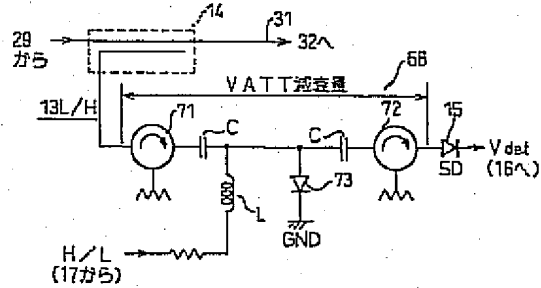 14
29
から
31
32へ
13L/H
VATT減衰量
66
71
C
C
72
15
Vdet
(16へ)
SD
73
L
GND
H/L
(17から)